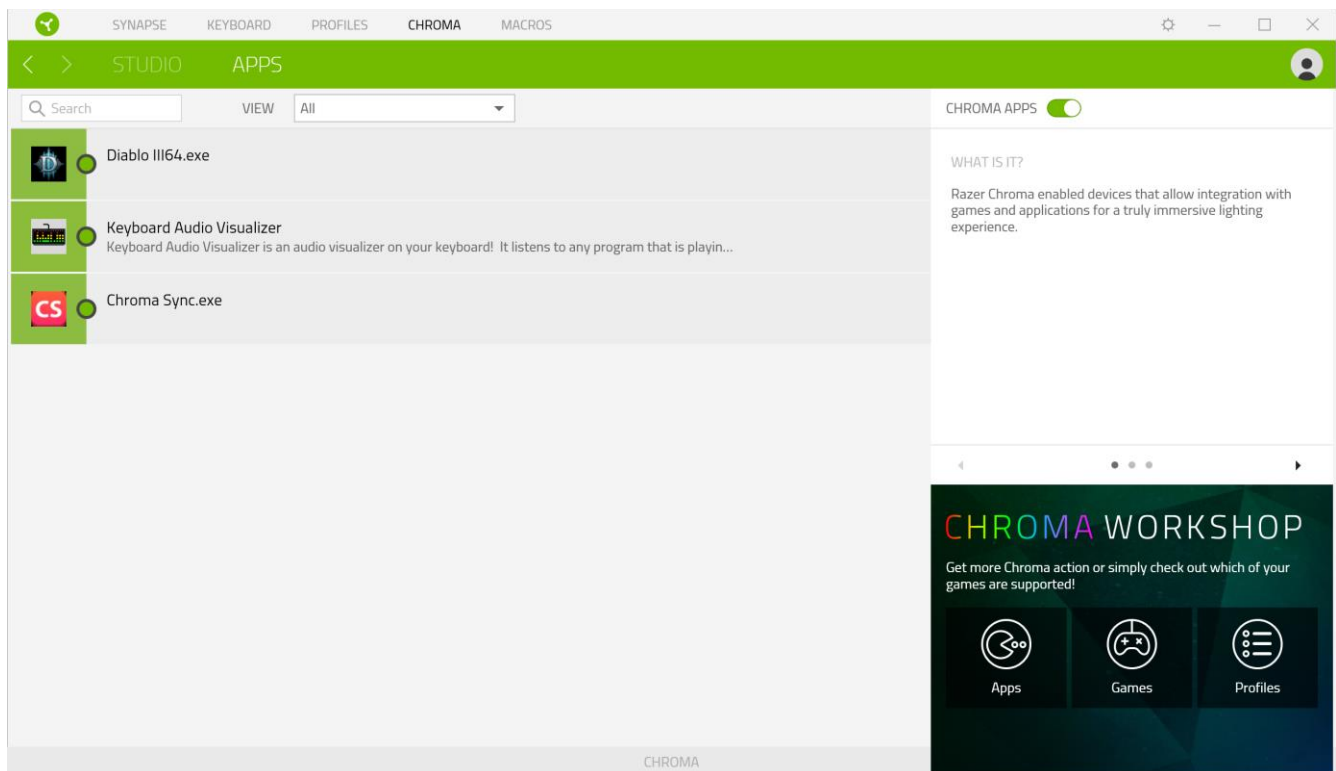 SYNAPSE KEYBOARD PROFILES CHROMA MACROS
STUDIO APPS
Search VIEW All
CHROMA APPS
Diablo III64.exe
Keyboard Audio Visualizer
Keyboard Audio Visualizer is an audio visualizer on your keyboard! It listens to any program that is playin...
CS
Chroma Sync.exe
WHAT IS IT?
Razer Chroma enabled devices that allow integration with
games and applications for a truly immersive lighting
experience.
CHROMA WORKSHOP
Get more Chroma action or simply check out which of your
games are supported!
Apps Games Profiles
CHROMA